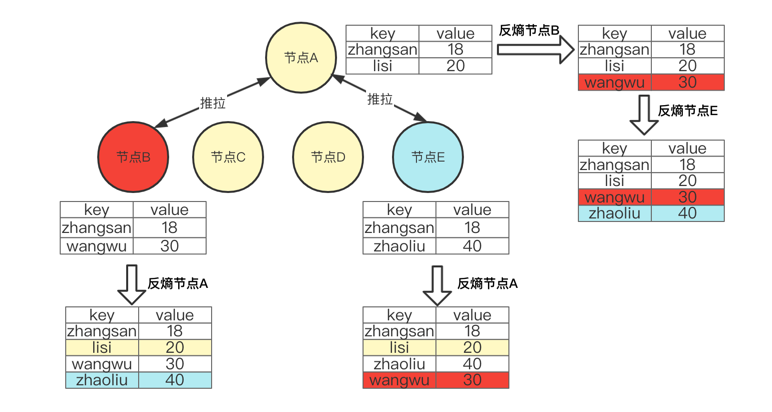 节点A
key value
zhangsan 18
lisi 20
反熵节点B
key value
zhangsan 18
lisi 20
wangwu 30
反熵节点E
key value
zhangsan 18
lisi 20
wangwu 30
zhaoliu 40
推拉
推拉
节点B
节点C
节点D
节点E
key value
zhangsan 18
wangwu 30
反熵节点A
key value
zhangsan 18
lisi 20
wangwu 30
zhaoliu 40
key value
zhangsan 18
zhaoliu 40
反熵节点A
key value
zhangsan 18
lisi 20
zhaoliu 40
wangwu 30